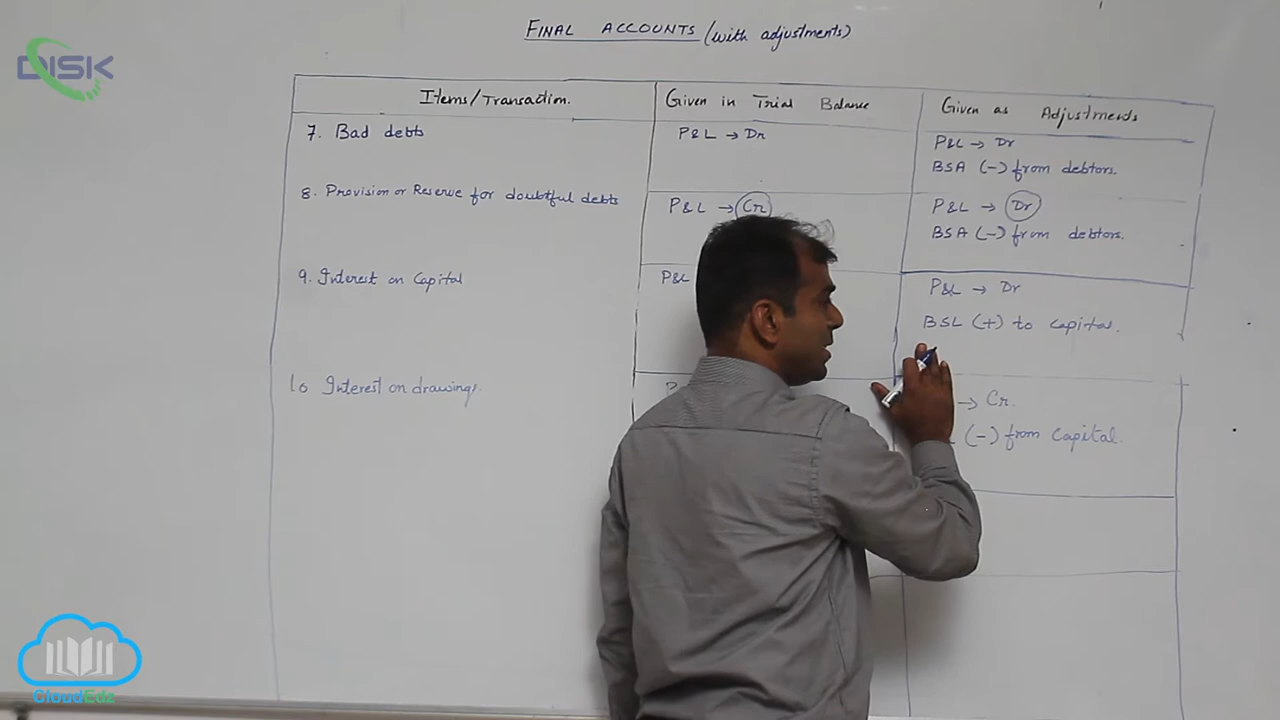 DISK
FINAL ACCOUNTS (with adjustments)
Items/Transaction. Given in Trial Balance Given as Adjustments
7. Bad debts P&L → Dr P&L → Dr
BSA (-) from debtors.
8. Provision or Reserve for doubtful debts P&L → Cr P&L → Dr
BSA (-) from debtors.
9. Interest on Capital P&L P&L → Dr
BSL (+) to capital.
10 Interest on drawings. → Cr.
(-) from Capital.
CloudEdz